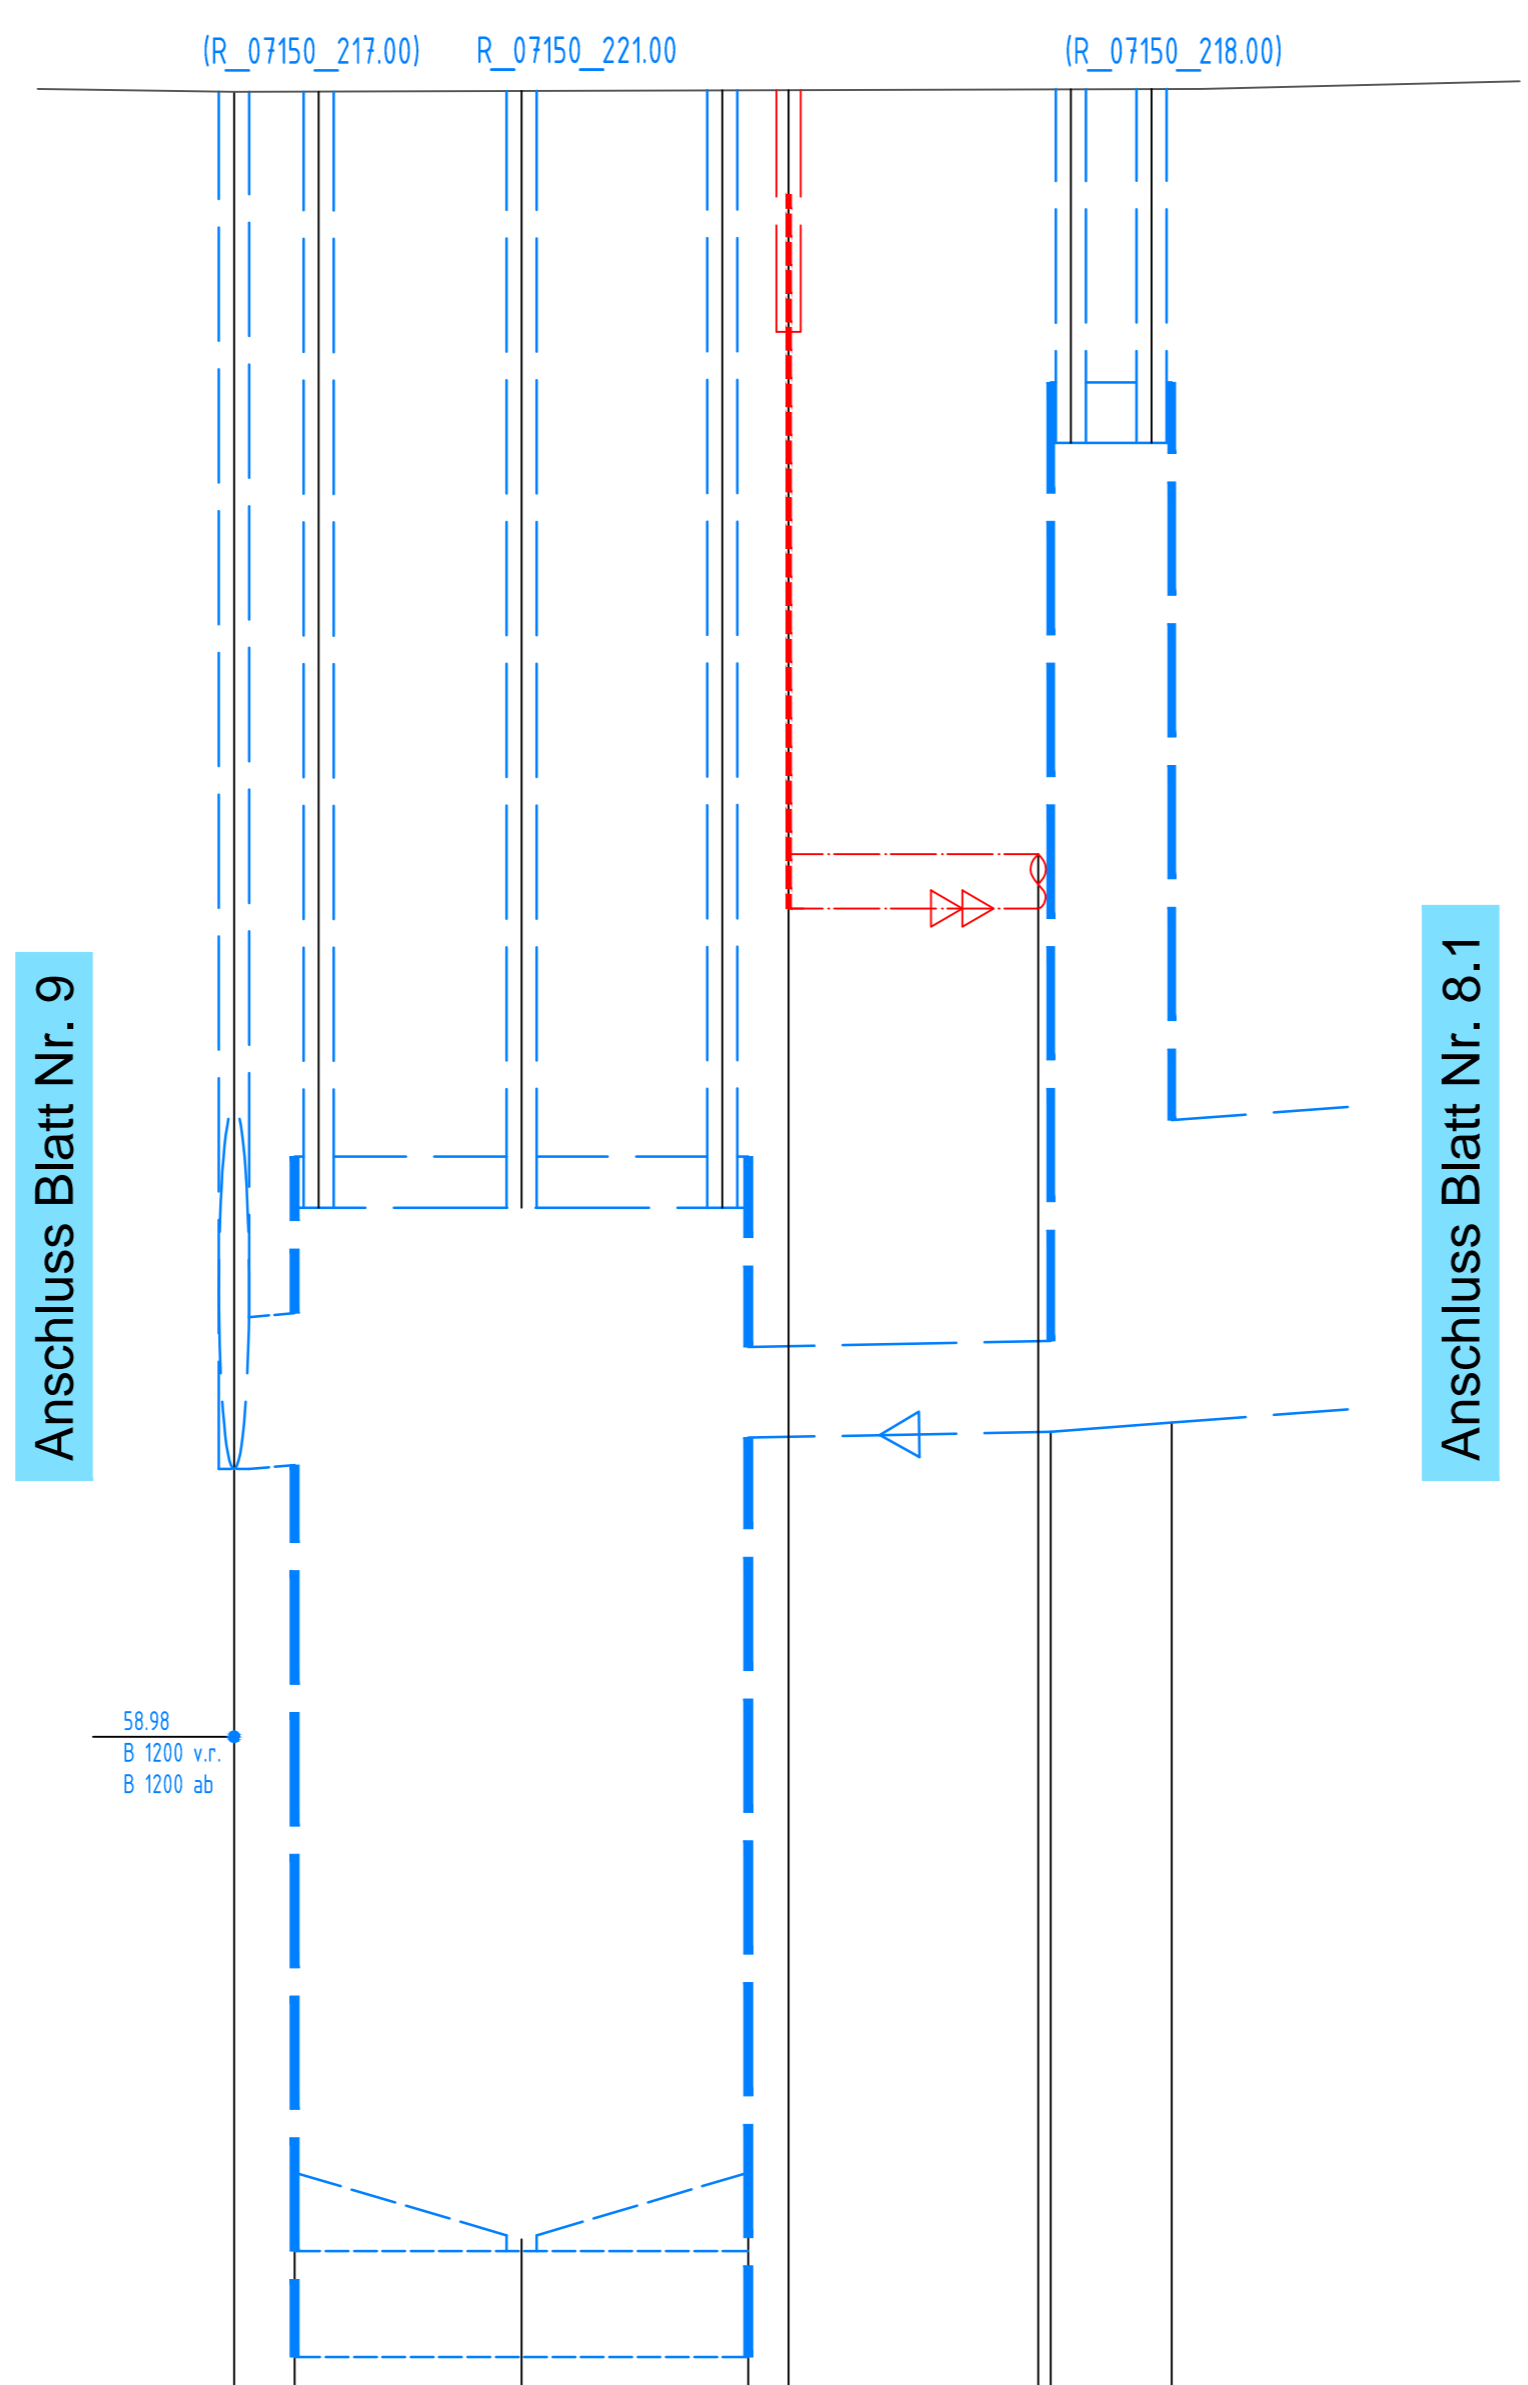 (R_07150_217.00)
R_07150_221.00
(R_07150_218.00)
Anschluss Blatt Nr. 9
Anschluss Blatt Nr. 8.1
58.98
B 1200 v.r.
B 1200 ab